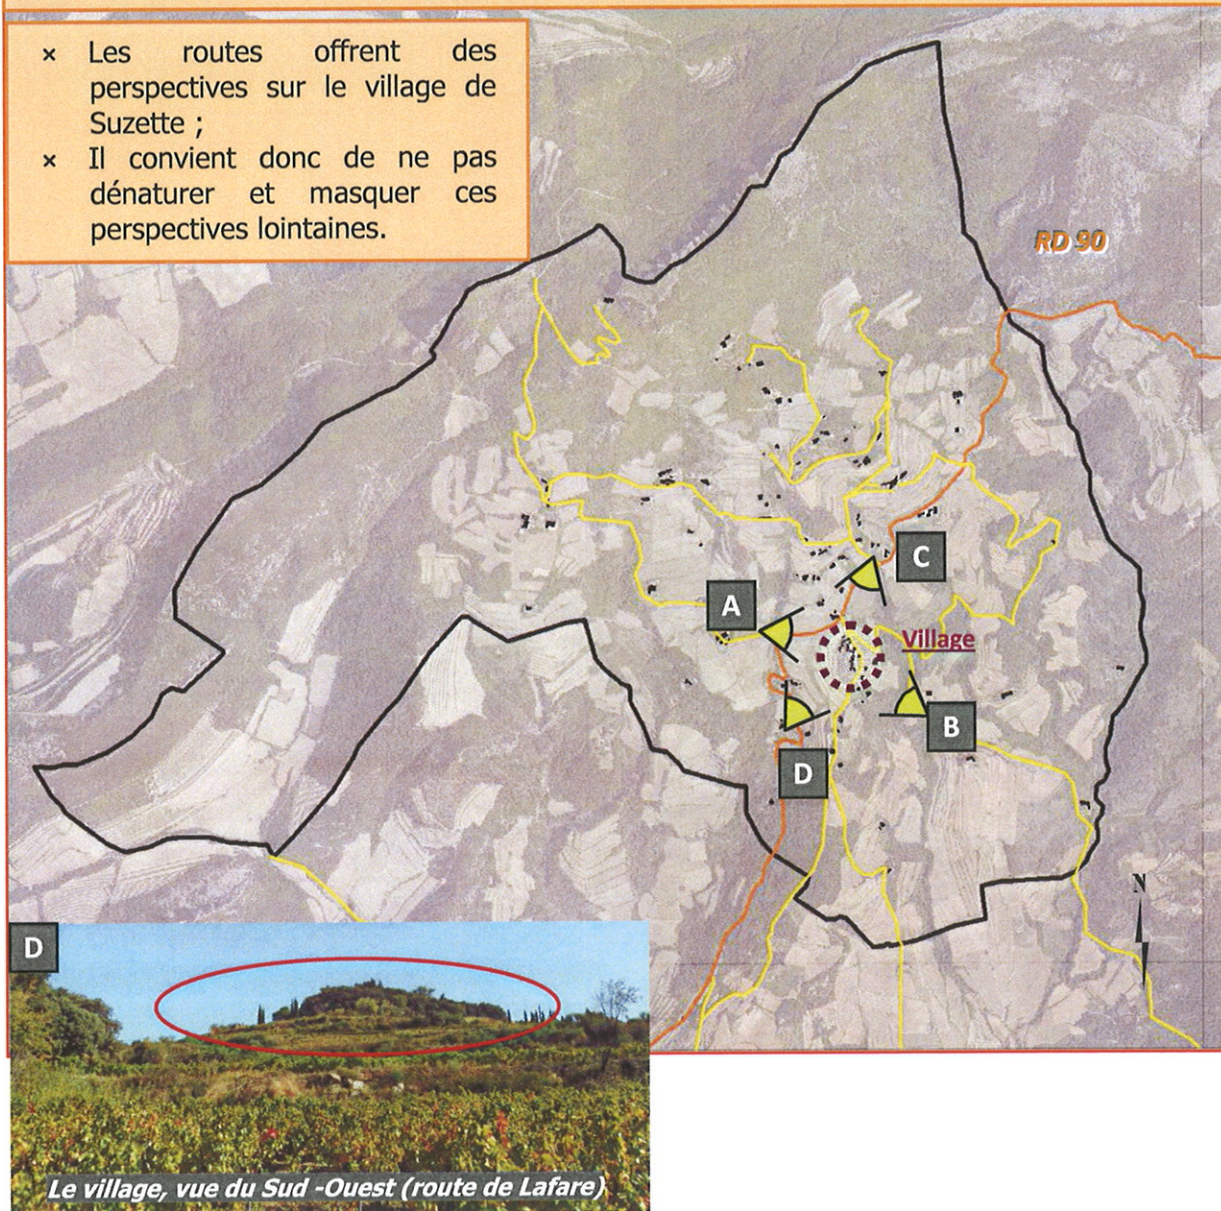 × Les routes offrent des
perspectives sur le village de
Suzette ;
× Il convient donc de ne pas
dénaturer et masquer ces
perspectives lointaines.
RD 90
C
A
Village
B
D
N
D
Le village, vue du Sud -Ouest (route de Lafare)